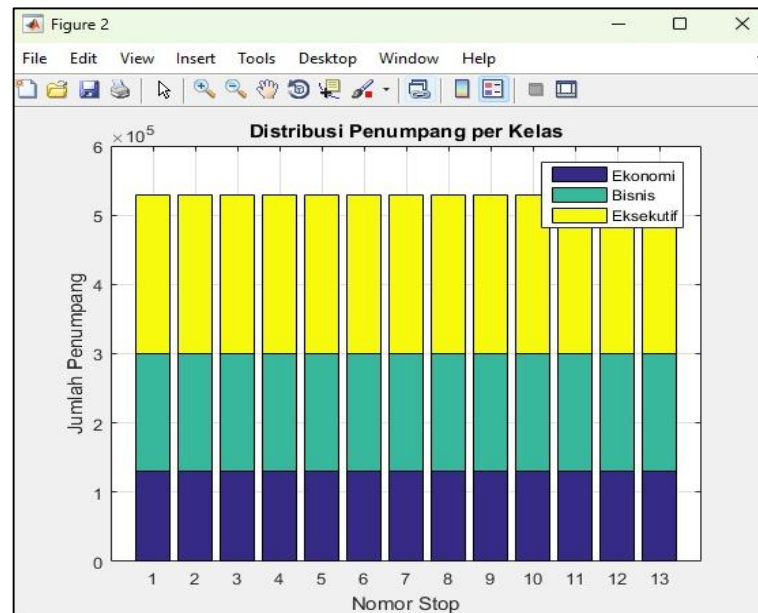 Figure 2
File Edit View Insert Tools Desktop Window Help
×10^5
Distribusi Penumpang per Kelas
Ekonomi
Bisnis
Eksekutif
Jumlah Penumpang
6
5
4
3
2
1
0
1 2 3 4 5 6 7 8 9 10 11 12 13
Nomor Stop